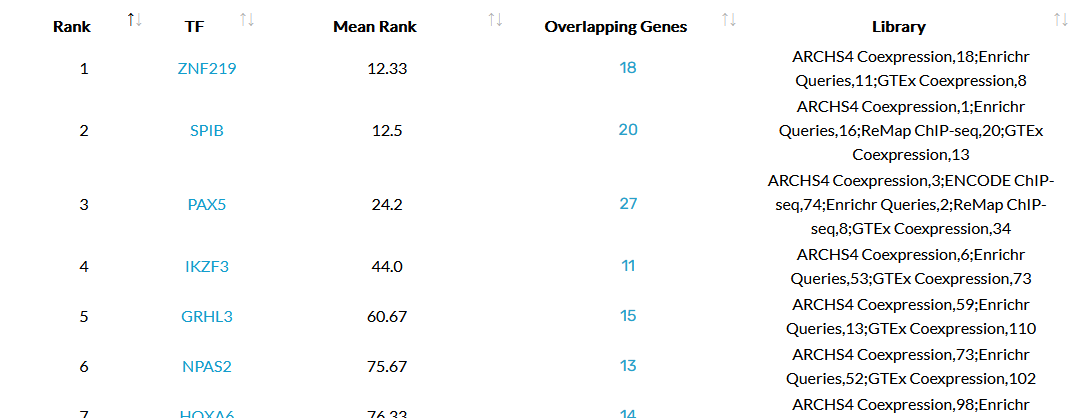 Rank TF Mean Rank Overlapping Genes Library
1 ZNF219 12.33 18 ARCHS4 Coexpression,18;Enrichr
Queries,11;GTEx Coexpression,8
2 SPIB 12.5 20 ARCHS4 Coexpression,1;Enrichr
Queries,16;ReMap ChIP-seq,20;GTEx
Coexpression,13
3 PAX5 24.2 27 ARCHS4 Coexpression,3;ENCODE ChIP-
seq,74;Enrichr Queries,2;ReMap ChIP-
seq,8;GTEx Coexpression,34
4 IKZF3 44.0 11 ARCHS4 Coexpression,6;Enrichr
Queries,53;GTEx Coexpression,73
5 GRHL3 60.67 15 ARCHS4 Coexpression,59;Enrichr
Queries,13;GTEx Coexpression,110
6 NPAS2 75.67 13 ARCHS4 Coexpression,73;Enrichr
Queries,52;GTEx Coexpression,102
7 HOXA6 76.33 14 ARCHS4 Coexpression,98;Enrichr